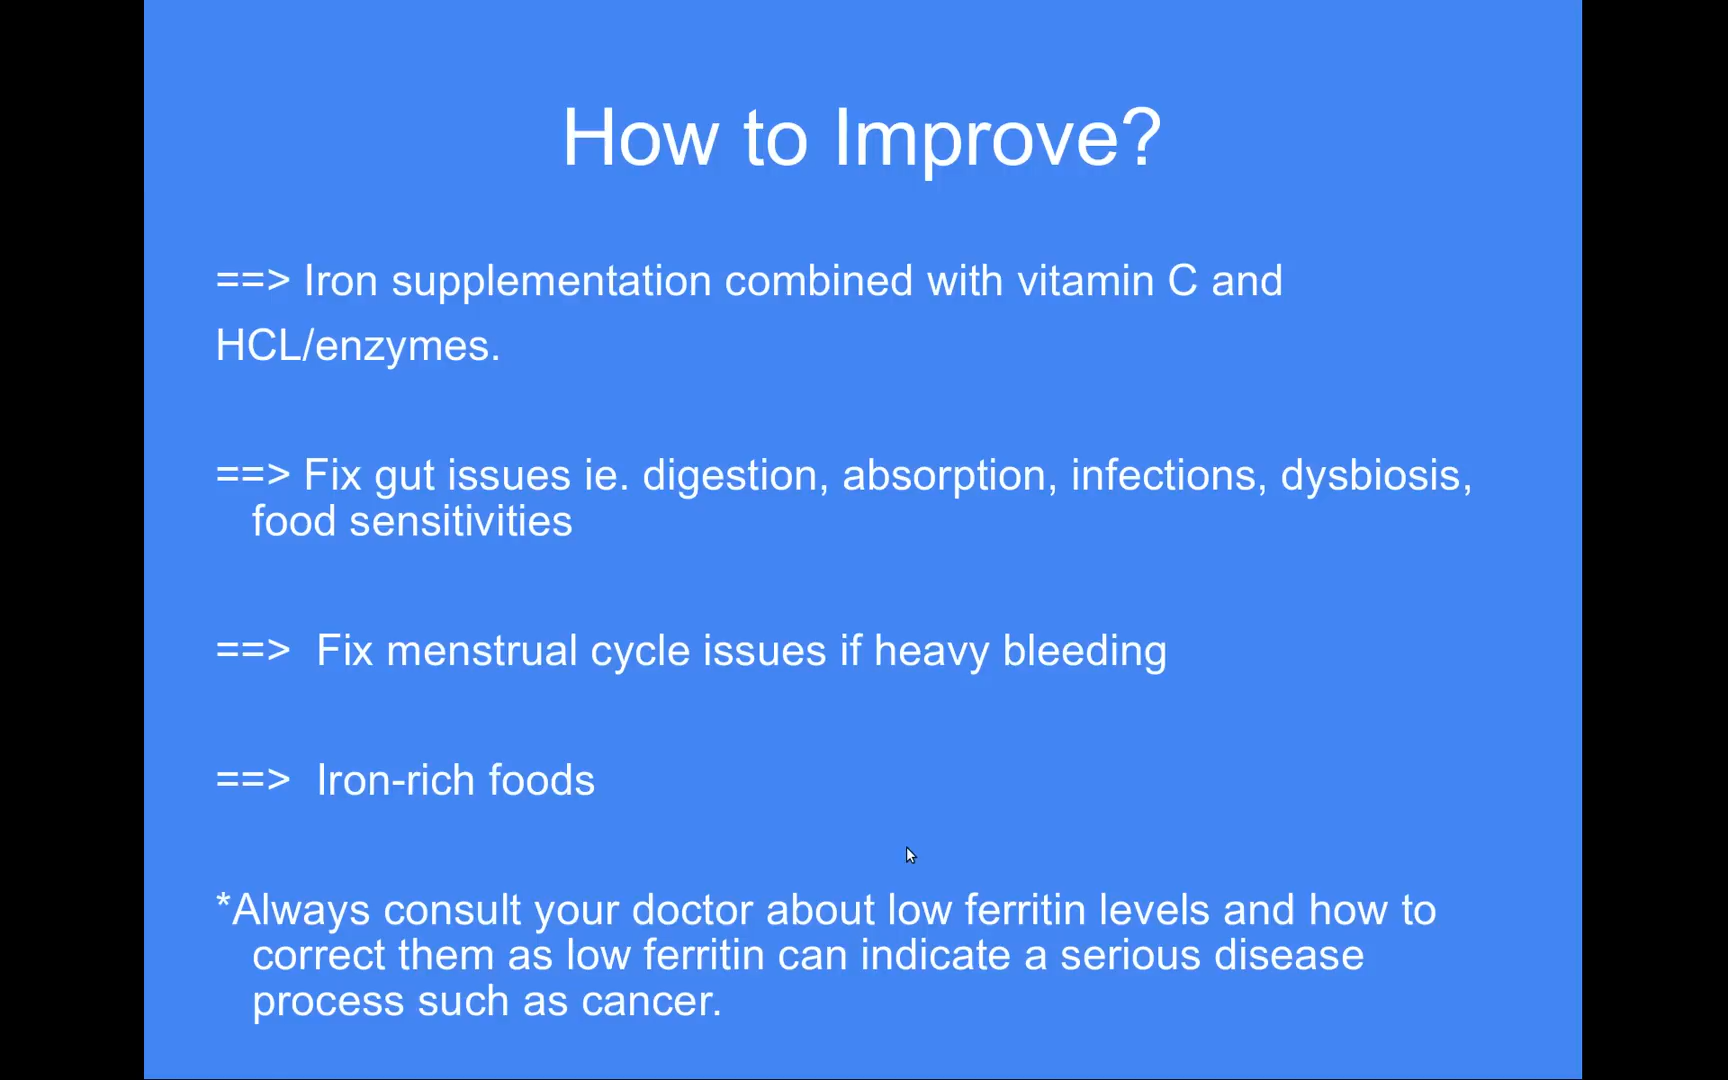 How to Improve?
==> Iron supplementation combined with vitamin C and
HCL/enzymes.
==> Fix gut issues ie. digestion, absorption, infections, dysbiosis,
food sensitivities
==> Fix menstrual cycle issues if heavy bleeding
==> Iron-rich foods
*Always consult your doctor about low ferritin levels and how to
correct them as low ferritin can indicate a serious disease
process such as cancer.